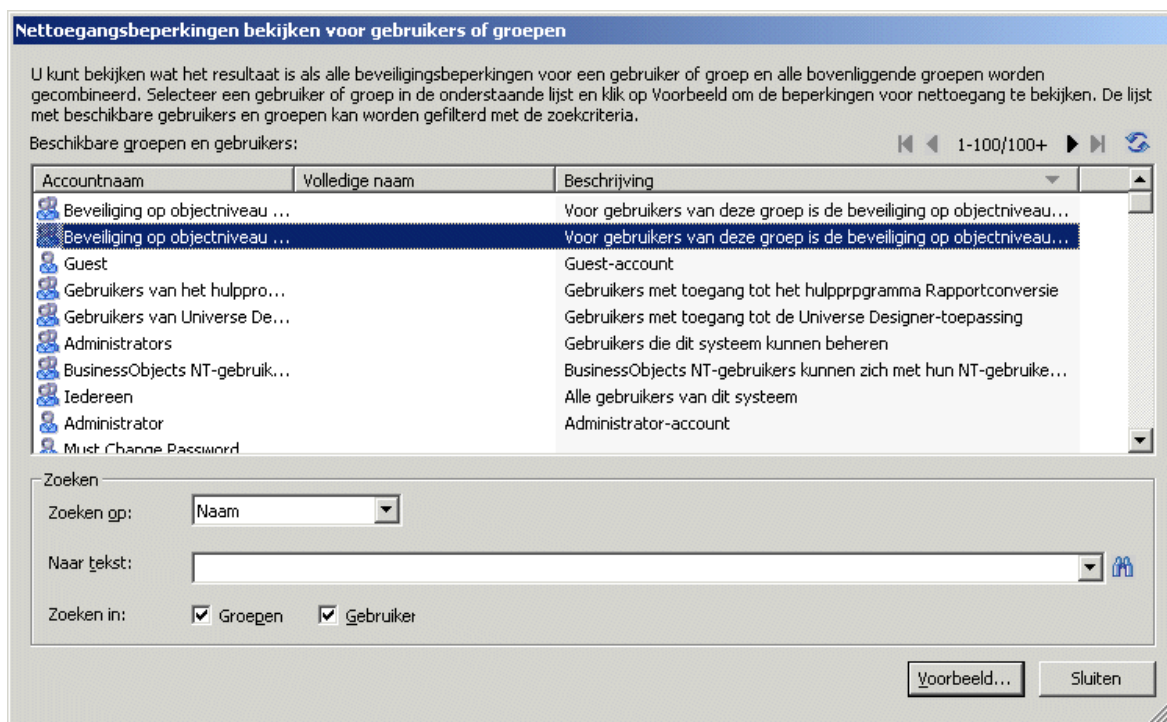 Nettoegangsbeperkingen bekijken voor gebruikers of groepen
U kunt bekijken wat het resultaat is als alle beveiligingsbeperkingen voor een gebruiker of groep en alle bovenliggende groepen worden
gecombineerd. Selecteer een gebruiker of groep in de onderstaande lijst en klik op Voorbeeld om de beperkingen voor nettoegang te bekijken. De lijst
met beschikbare gebruikers en groepen kan worden gefilterd met de zoekcriteria.
Beschikbare groepen en gebruikers: 1-100/100+
Accountnaam Volledige naam Beschrijving
Beveiliging op objectniveau ... Voor gebruikers van deze groep is de beveiliging op objectniveau...
Beveiliging op objectniveau ... Voor gebruikers van deze groep is de beveiliging op objectniveau...
Guest Guest-account
Gebruikers van het hulppro... Gebruikers met toegang tot het hulpprpgramma Rapportconversie
Gebruikers van Universe De... Gebruikers met toegang tot de Universe Designer-toepassing
Administrators Gebruikers die dit systeem kunnen beheren
BusinessObjects NT-gebruik... BusinessObjects NT-gebruikers kunnen zich met hun NT-gebruike...
Iedereen Alle gebruikers van dit systeem
Administrator Administrator-account
Must Change Password
Zoeken
Zoeken op: Naam
Naar tekst:
Zoeken in: Groepen Gebruiker
Voorbeeld... Sluiten